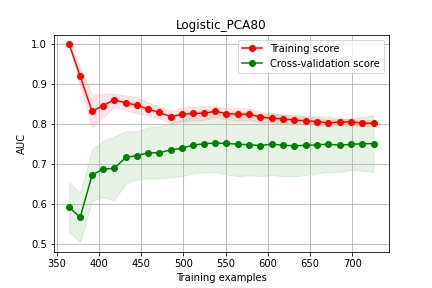 Logistic_PCA80
Training score
Cross-validation score
AUC
1.0
0.9
0.8
0.7
0.6
0.5
350 400 450 500 550 600 650 700
Training examples